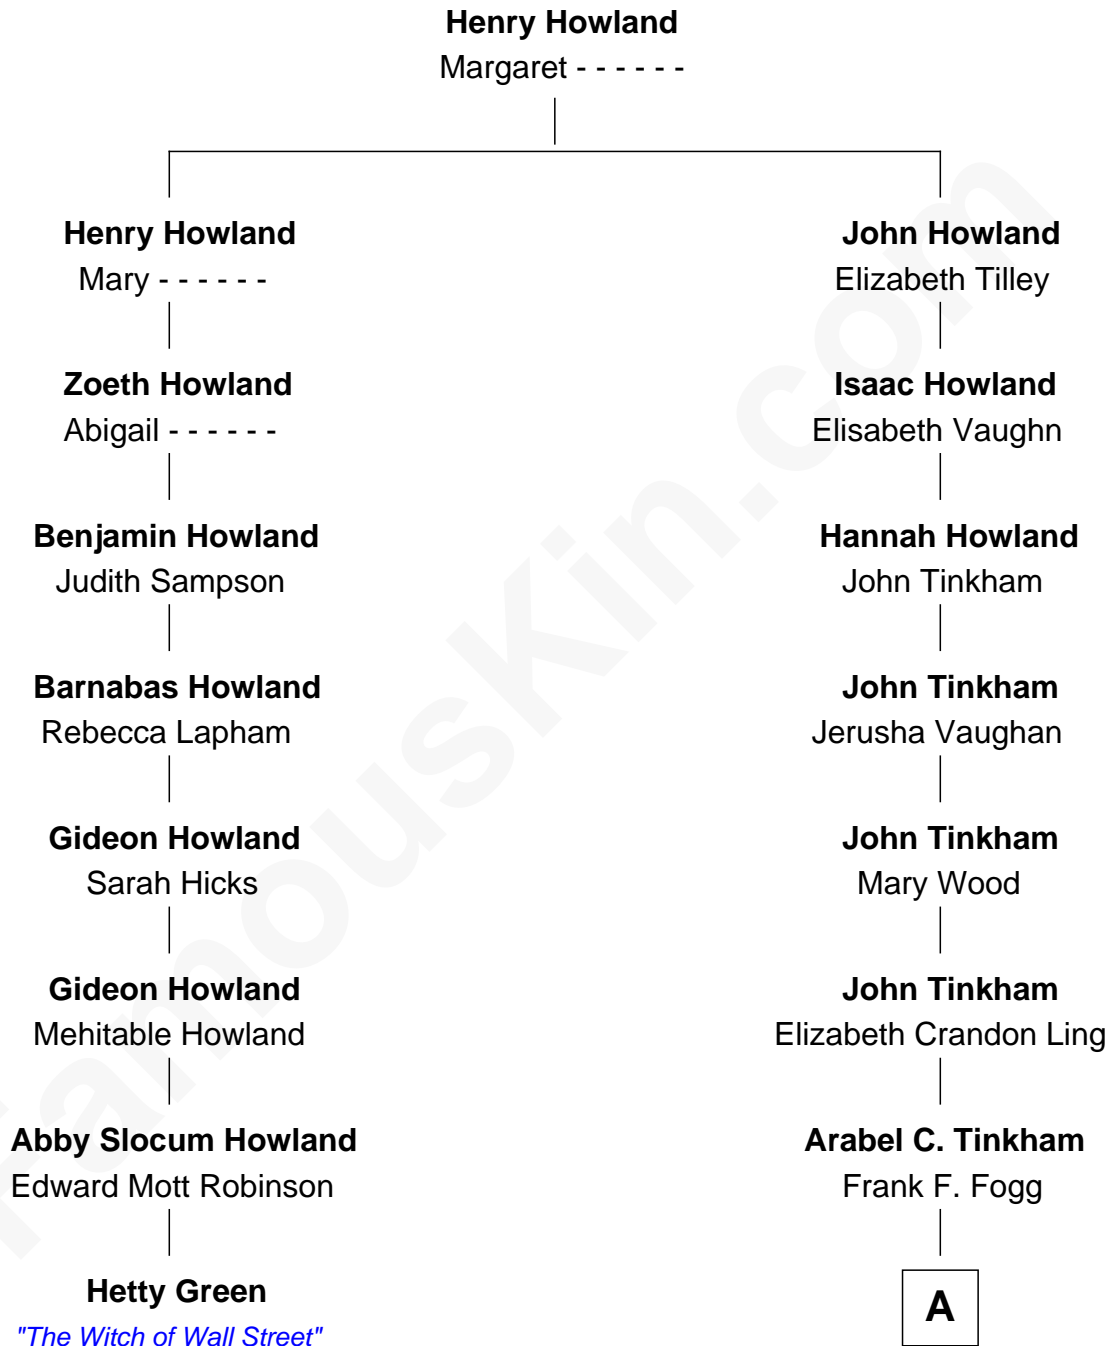 Henry Howland
Margaret - - - - - -
Henry Howland
Mary - - - - - -
John Howland
Elizabeth Tilley
Zoeth Howland
Abigail - - - - - -
Isaac Howland
Elisabeth Vaughn
Benjamin Howland
Judith Sampson
Hannah Howland
John Tinkham
Barnabas Howland
Rebecca Lapham
John Tinkham
Jerusha Vaughan
Gideon Howland
Sarah Hicks
John Tinkham
Mary Wood
Gideon Howland
Mehitable Howland
John Tinkham
Elizabeth Crandon Ling
Abby Slocum Howland
Edward Mott Robinson
Arabel C. Tinkham
Frank F. Fogg
Hetty Green
"The Witch of Wall Street"
A
FamousKin.com